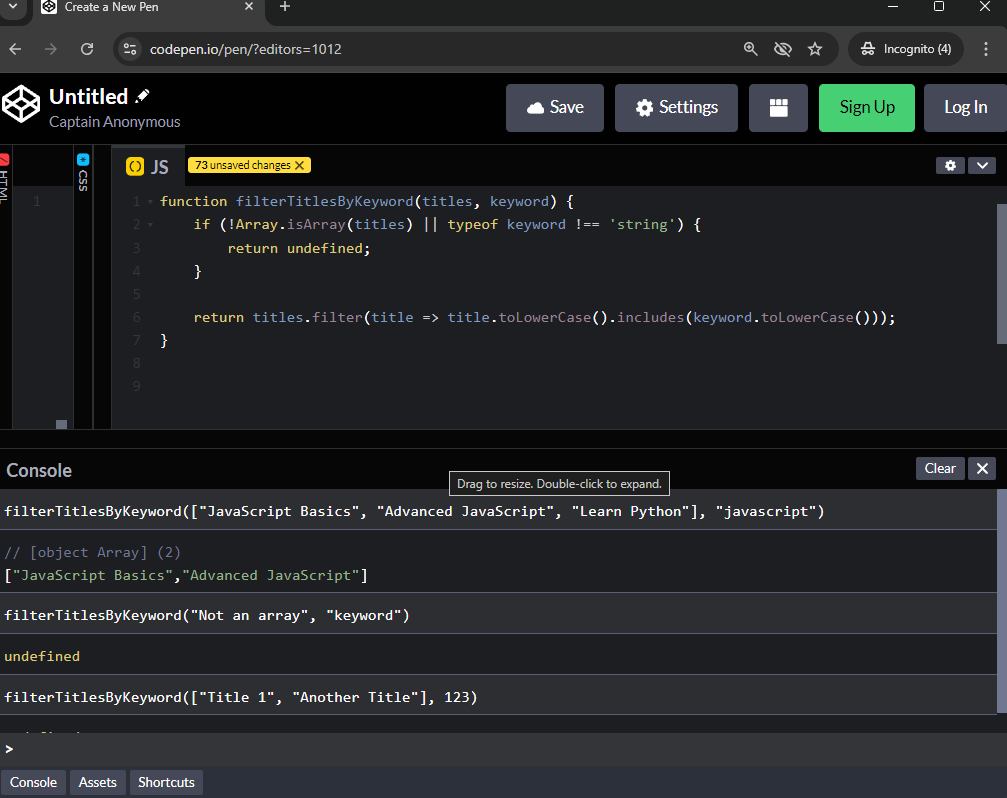 Create a New Pen
codepen.io/pen/?editors=1012
Incognito (4)
Untitled
Captain Anonymous
Save
Settings
Sign Up
Log In
HTML
1
CSS
JS
73 unsaved changes
1 function filterTitlesByKeyword(titles, keyword) {
2 if (!Array.isArray(titles) || typeof keyword !== 'string') {
3 return undefined;
4 }
5
6 return titles.filter(title => title.toLowerCase().includes(keyword.toLowerCase()));
7 }
8
9
Console
Clear
Drag to resize. Double-click to expand.
filterTitlesByKeyword(["JavaScript Basics", "Advanced JavaScript", "Learn Python"], "javascript")
// [object Array] (2)
["JavaScript Basics","Advanced JavaScript"]
filterTitlesByKeyword("Not an array", "keyword")
undefined
filterTitlesByKeyword(["Title 1", "Another Title"], 123)
>
Console
Assets
Shortcuts